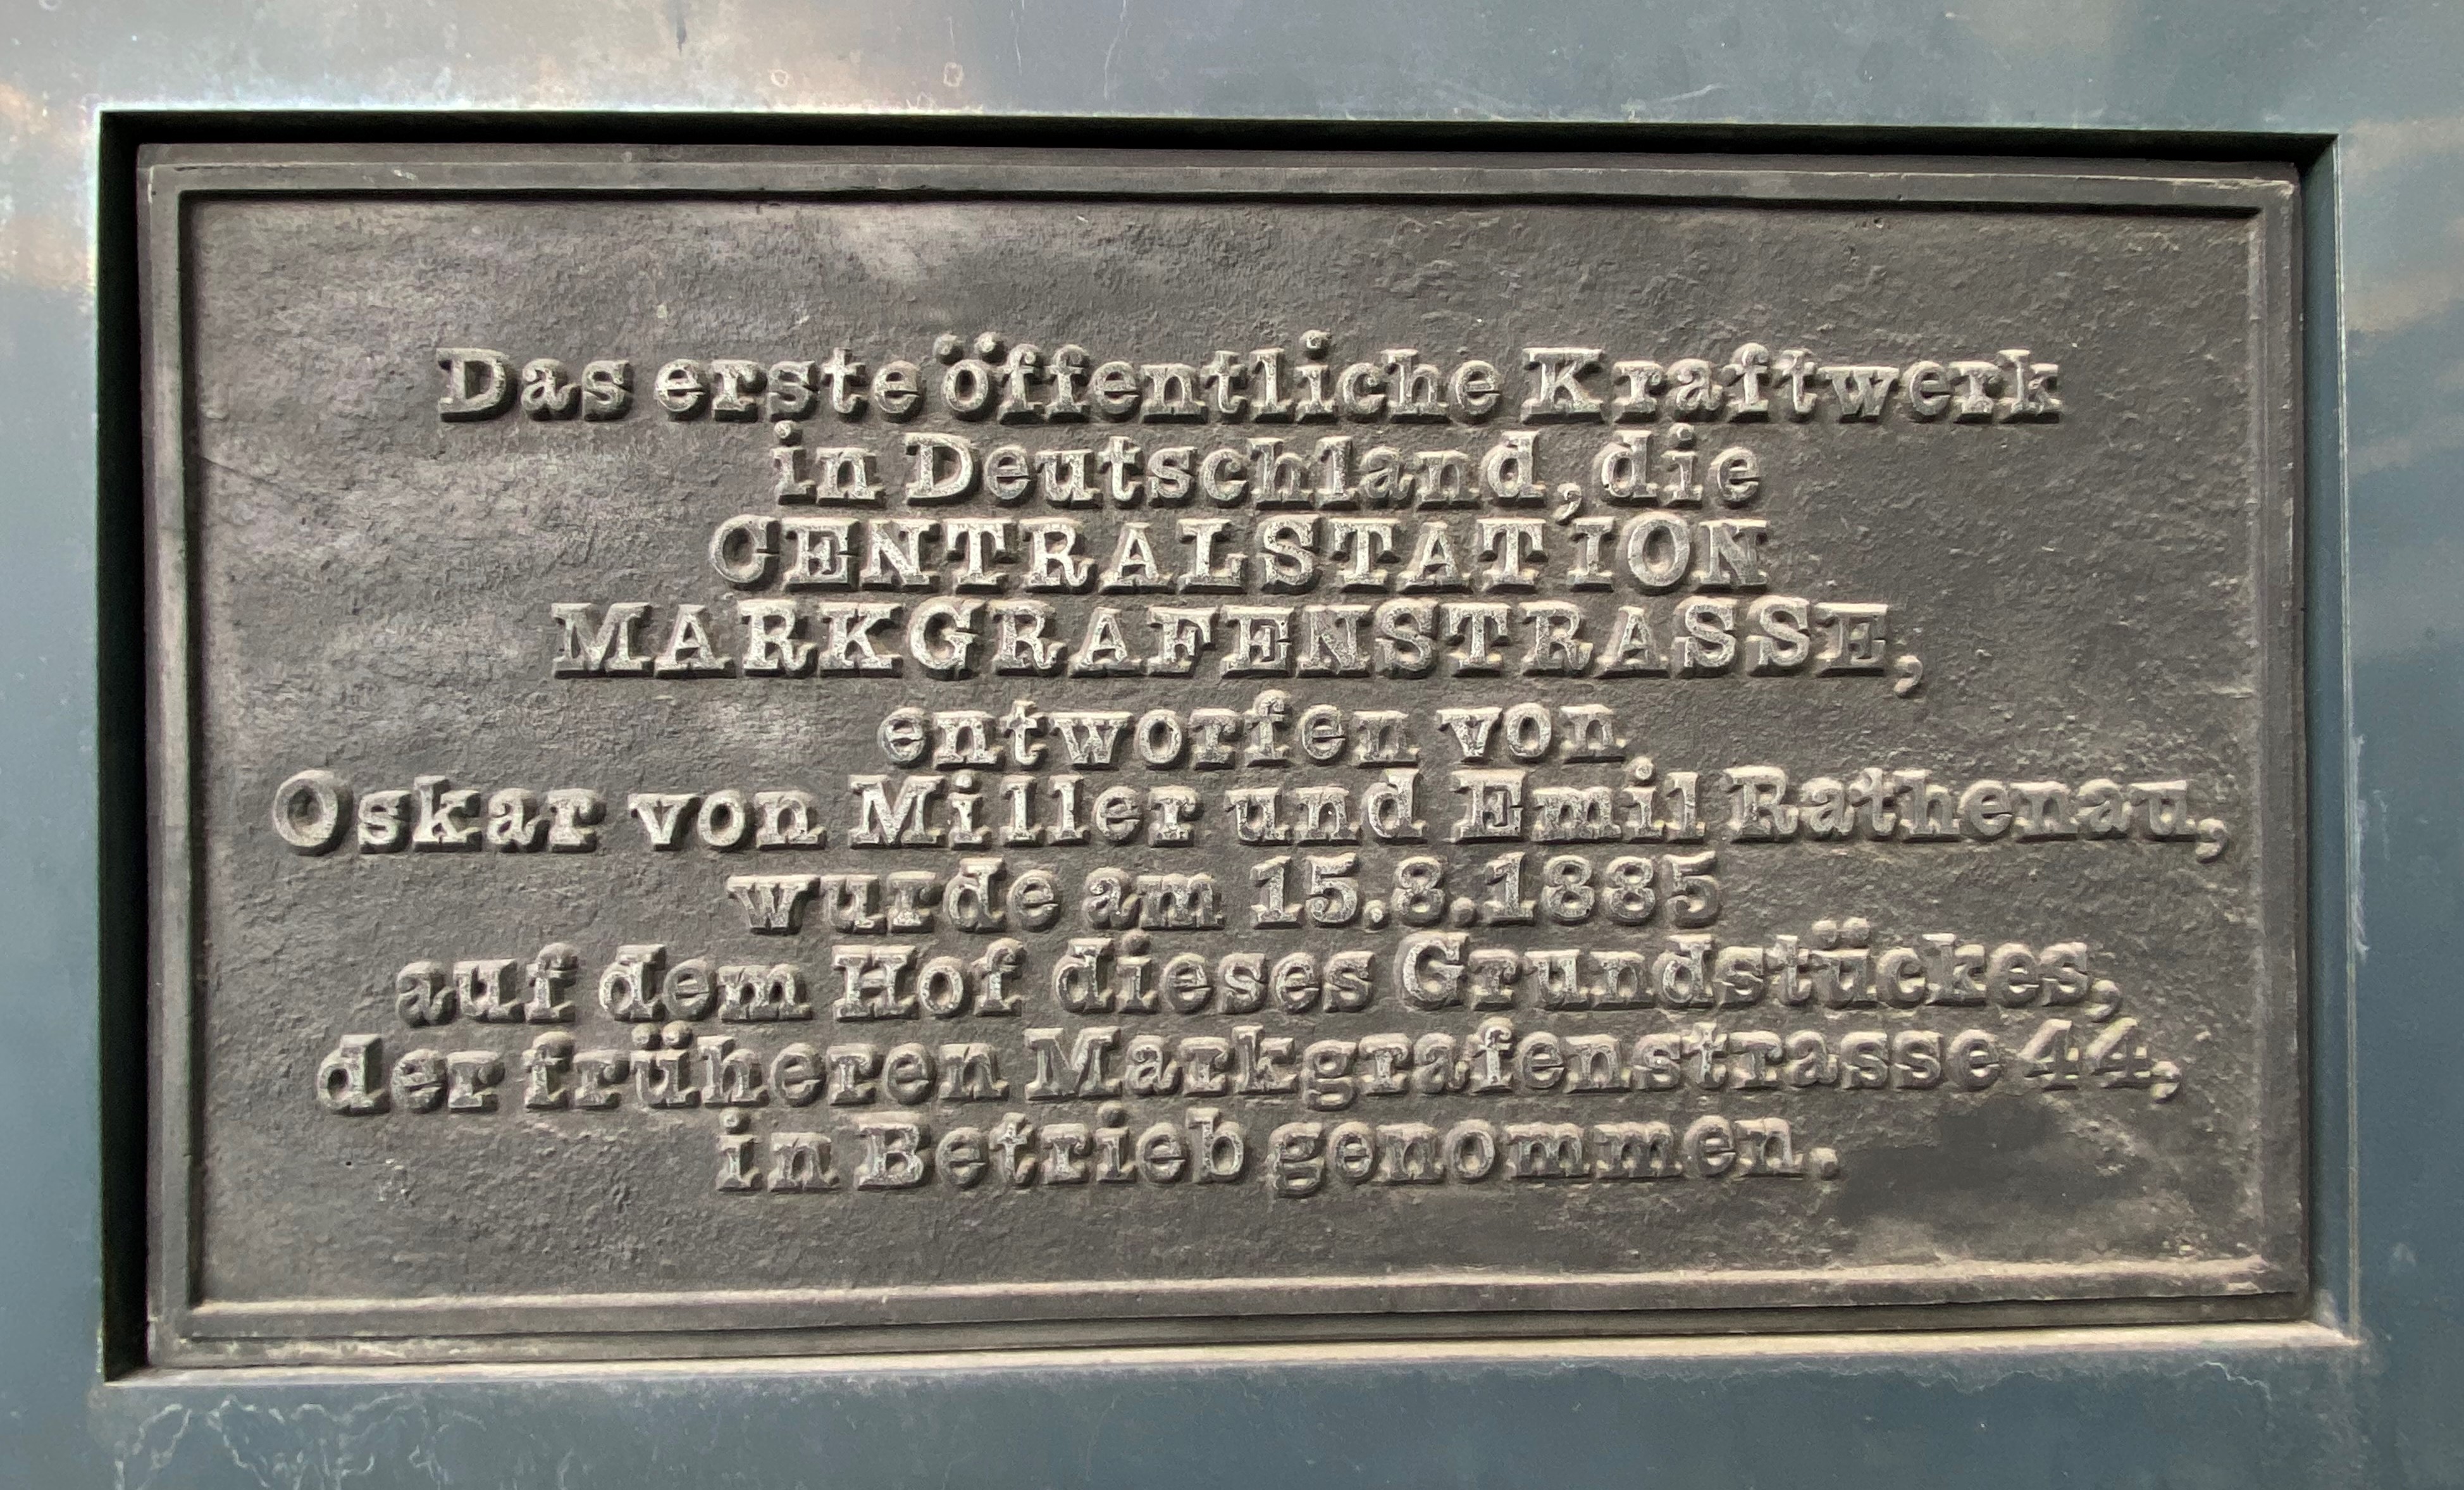 Das erste öffentliche Kraftwerk
in Deutschland, die
CENTRALSTATION
MARKGRAFENSTRASSE,
entworfen von
Oskar von Miller und Emil Rathenau,
wurde am 15.8.1885
auf dem Hof dieses Grundstückes,
der früheren Markgrafenstrasse 44,
in Betrieb genommen.